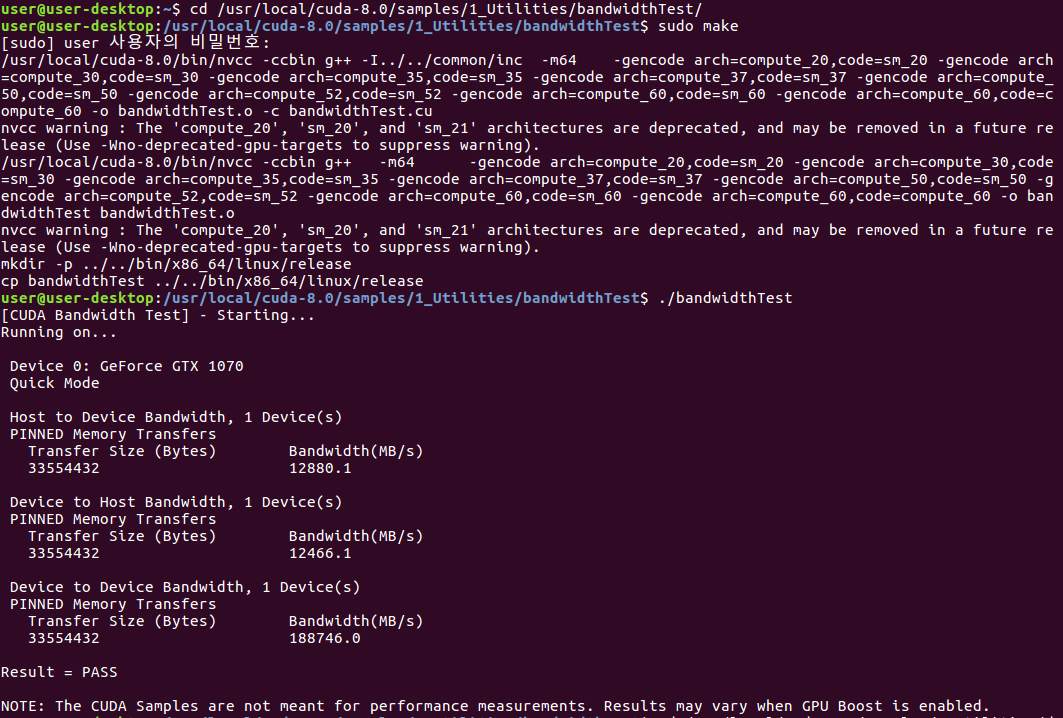 user@user-desktop:~$ cd /usr/local/cuda-8.0/samples/1_Utilities/bandwidthTest/
user@user-desktop:/usr/local/cuda-8.0/samples/1_Utilities/bandwidthTest$ sudo make
[sudo] user 사용자의 비밀번호:
/usr/local/cuda-8.0/bin/nvcc -ccbin g++ -I../../common/inc  -m64    -gencode arch=compute_20,code=sm_20 -gencode arch
=compute_30,code=sm_30 -gencode arch=compute_35,code=sm_35 -gencode arch=compute_37,code=sm_37 -gencode arch=compute_
50,code=sm_50 -gencode arch=compute_52,code=sm_52 -gencode arch=compute_60,code=sm_60 -gencode arch=compute_60,code=c
ompute_60 -o bandwidthTest.o -c bandwidthTest.cu
nvcc warning : The 'compute_20', 'sm_20', and 'sm_21' architectures are deprecated, and may be removed in a future re
lease (Use -Wno-deprecated-gpu-targets to suppress warning).
/usr/local/cuda-8.0/bin/nvcc -ccbin g++   -m64      -gencode arch=compute_20,code=sm_20 -gencode arch=compute_30,code
=sm_30 -gencode arch=compute_35,code=sm_35 -gencode arch=compute_37,code=sm_37 -gencode arch=compute_50,code=sm_50 -g
encode arch=compute_52,code=sm_52 -gencode arch=compute_60,code=sm_60 -gencode arch=compute_60,code=compute_60 -o ban
dwidthTest bandwidthTest.o
nvcc warning : The 'compute_20', 'sm_20', and 'sm_21' architectures are deprecated, and may be removed in a future re
lease (Use -Wno-deprecated-gpu-targets to suppress warning).
mkdir -p ../../bin/x86_64/linux/release
cp bandwidthTest ../../bin/x86_64/linux/release
user@user-desktop:/usr/local/cuda-8.0/samples/1_Utilities/bandwidthTest$ ./bandwidthTest
[CUDA Bandwidth Test] - Starting...
Running on...

 Device 0: GeForce GTX 1070
 Quick Mode

 Host to Device Bandwidth, 1 Device(s)
 PINNED Memory Transfers
   Transfer Size (Bytes)        Bandwidth(MB/s)
   33554432                     12880.1

 Device to Host Bandwidth, 1 Device(s)
 PINNED Memory Transfers
   Transfer Size (Bytes)        Bandwidth(MB/s)
   33554432                     12466.1

 Device to Device Bandwidth, 1 Device(s)
 PINNED Memory Transfers
   Transfer Size (Bytes)        Bandwidth(MB/s)
   33554432                     188746.0

Result = PASS

NOTE: The CUDA Samples are not meant for performance measurements. Results may vary when GPU Boost is enabled.